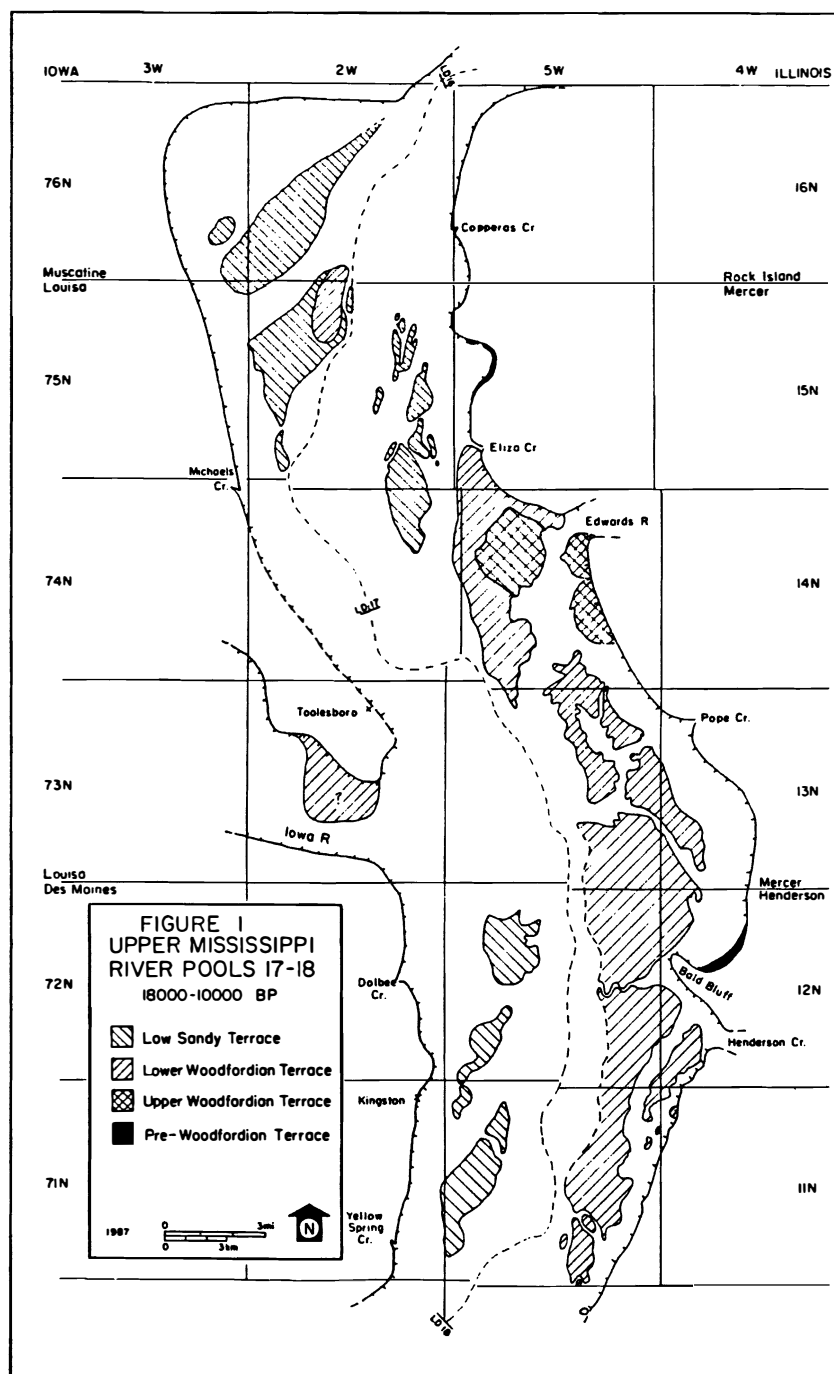 IOWA 3W 2W 5W 4W ILLINOIS
LD16
76N 16N
Copperas Cr
Muscatine
Louisa
Rock Island
Mercer
75N 15N
Eliza Cr
Michaels
Cr.
Edwards R
74N 14N
LD-17
Toolesboro
Pope Cr.
73N 13N
?
Iowa R
Louisa
Des Moines
Mercer
Henderson
FIGURE 1
UPPER MISSISSIPPI
RIVER POOLS 17-18
18000-10000 BP
Low Sandy Terrace
Lower Woodfordian Terrace
Upper Woodfordian Terrace
Pre-Woodfordian Terrace
1987
0 3mi
0 3km
N
72N 12N
Dolbee
Cr.
Bald Bluff
Henderson Cr.
Kingston
71N 11N
Yellow
Spring
Cr.
LD18